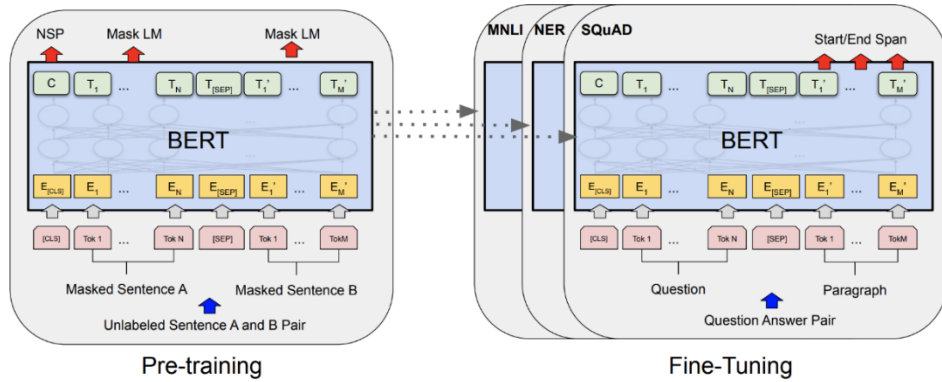 NSP Mask LM Mask LM
C T1 ... TN T[SEP] T1' ... TM'
BERT
E[CLS] E1 ... EN E[SEP] E1' ... EM'
[CLS] Tok 1 ... Tok N [SEP] Tok 1 ... TokM
Masked Sentence A Masked Sentence B
Unlabeled Sentence A and B Pair
Pre-training
MNLI NER SQuAD
Start/End Span
C T1 ... TN T[SEP] T1' ... TM'
BERT
E[CLS] E1 ... EN E[SEP] E1' ... EM'
[CLS] Tok 1 ... Tok N [SEP] Tok 1 ... TokM
Question Paragraph
Question Answer Pair
Fine-Tuning